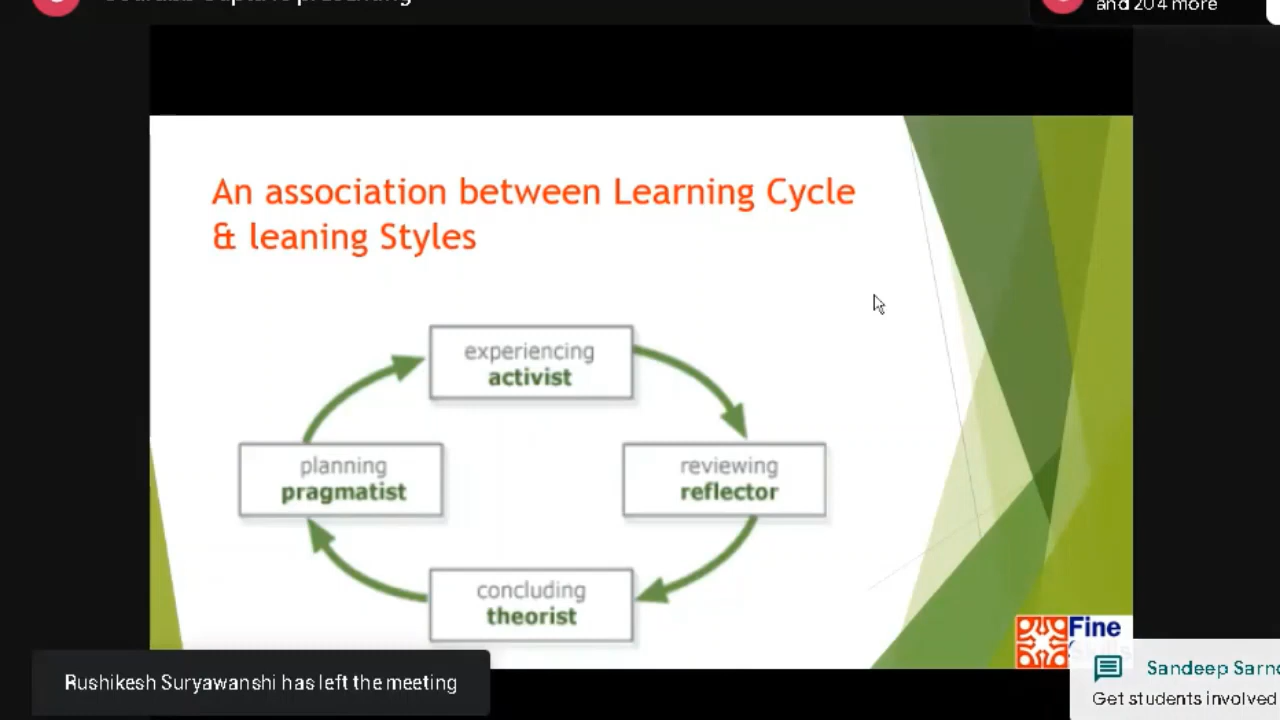 and 204 more
An association between Learning Cycle
& leaning Styles
experiencing
activist
planning
pragmatist
reviewing
reflector
concluding
theorist
Fine
Rushikesh Suryawanshi has left the meeting
Sandeep
Get students involved